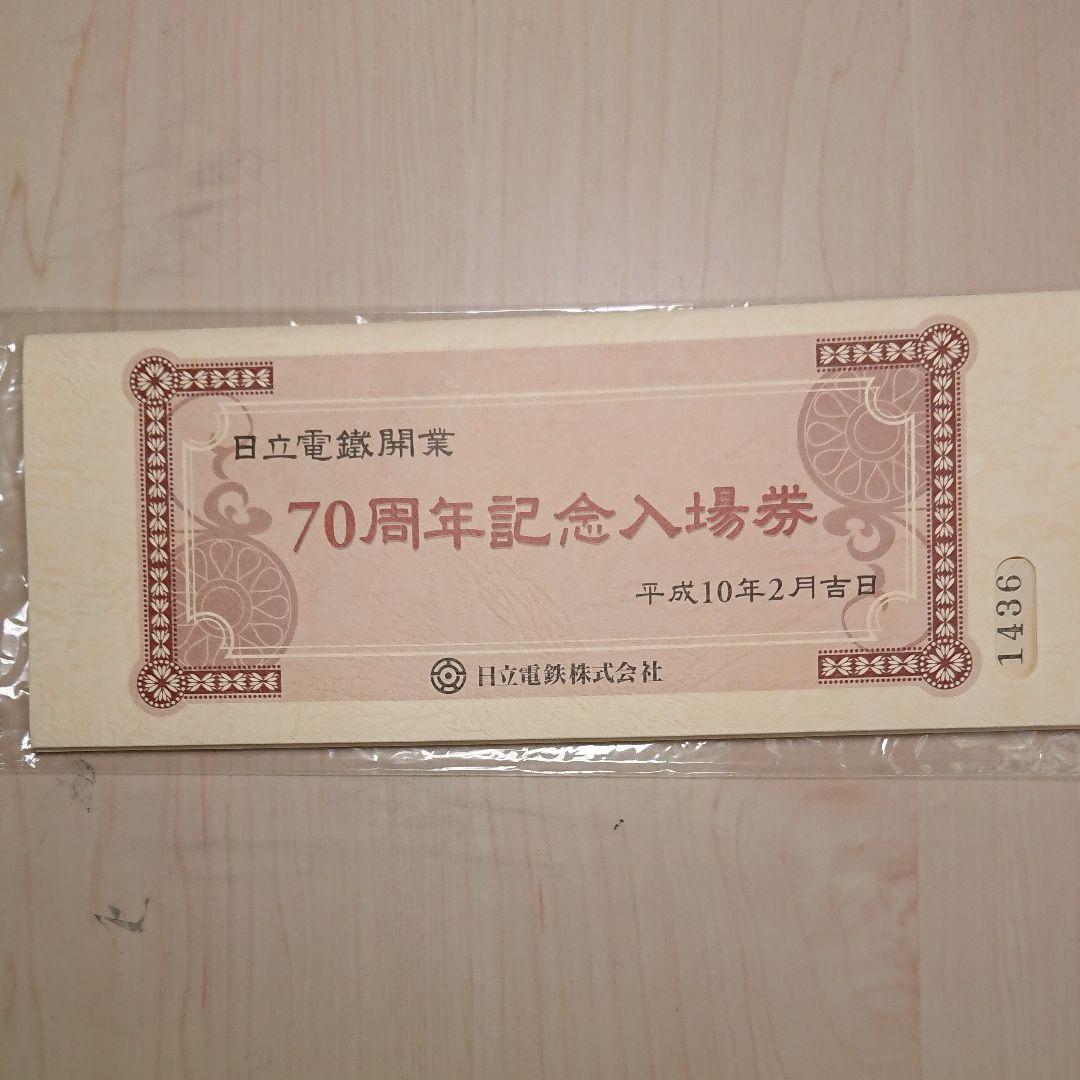 日立電鐵開業
70周年記念入場券
平成10年2月吉日
日立電鉄株式会社
1436